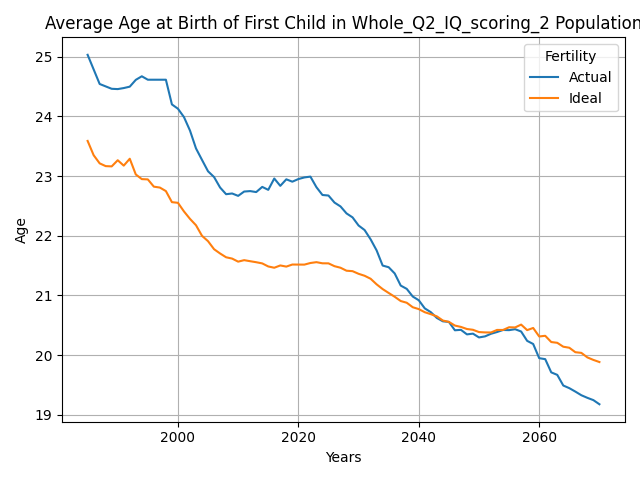 Average Age at Birth of First Child in Whole_Q2_IQ_scoring_2 Population
Fertility
Actual
Ideal
25
24
23
22
21
20
19
Age
2000
2020
2040
2060
Years